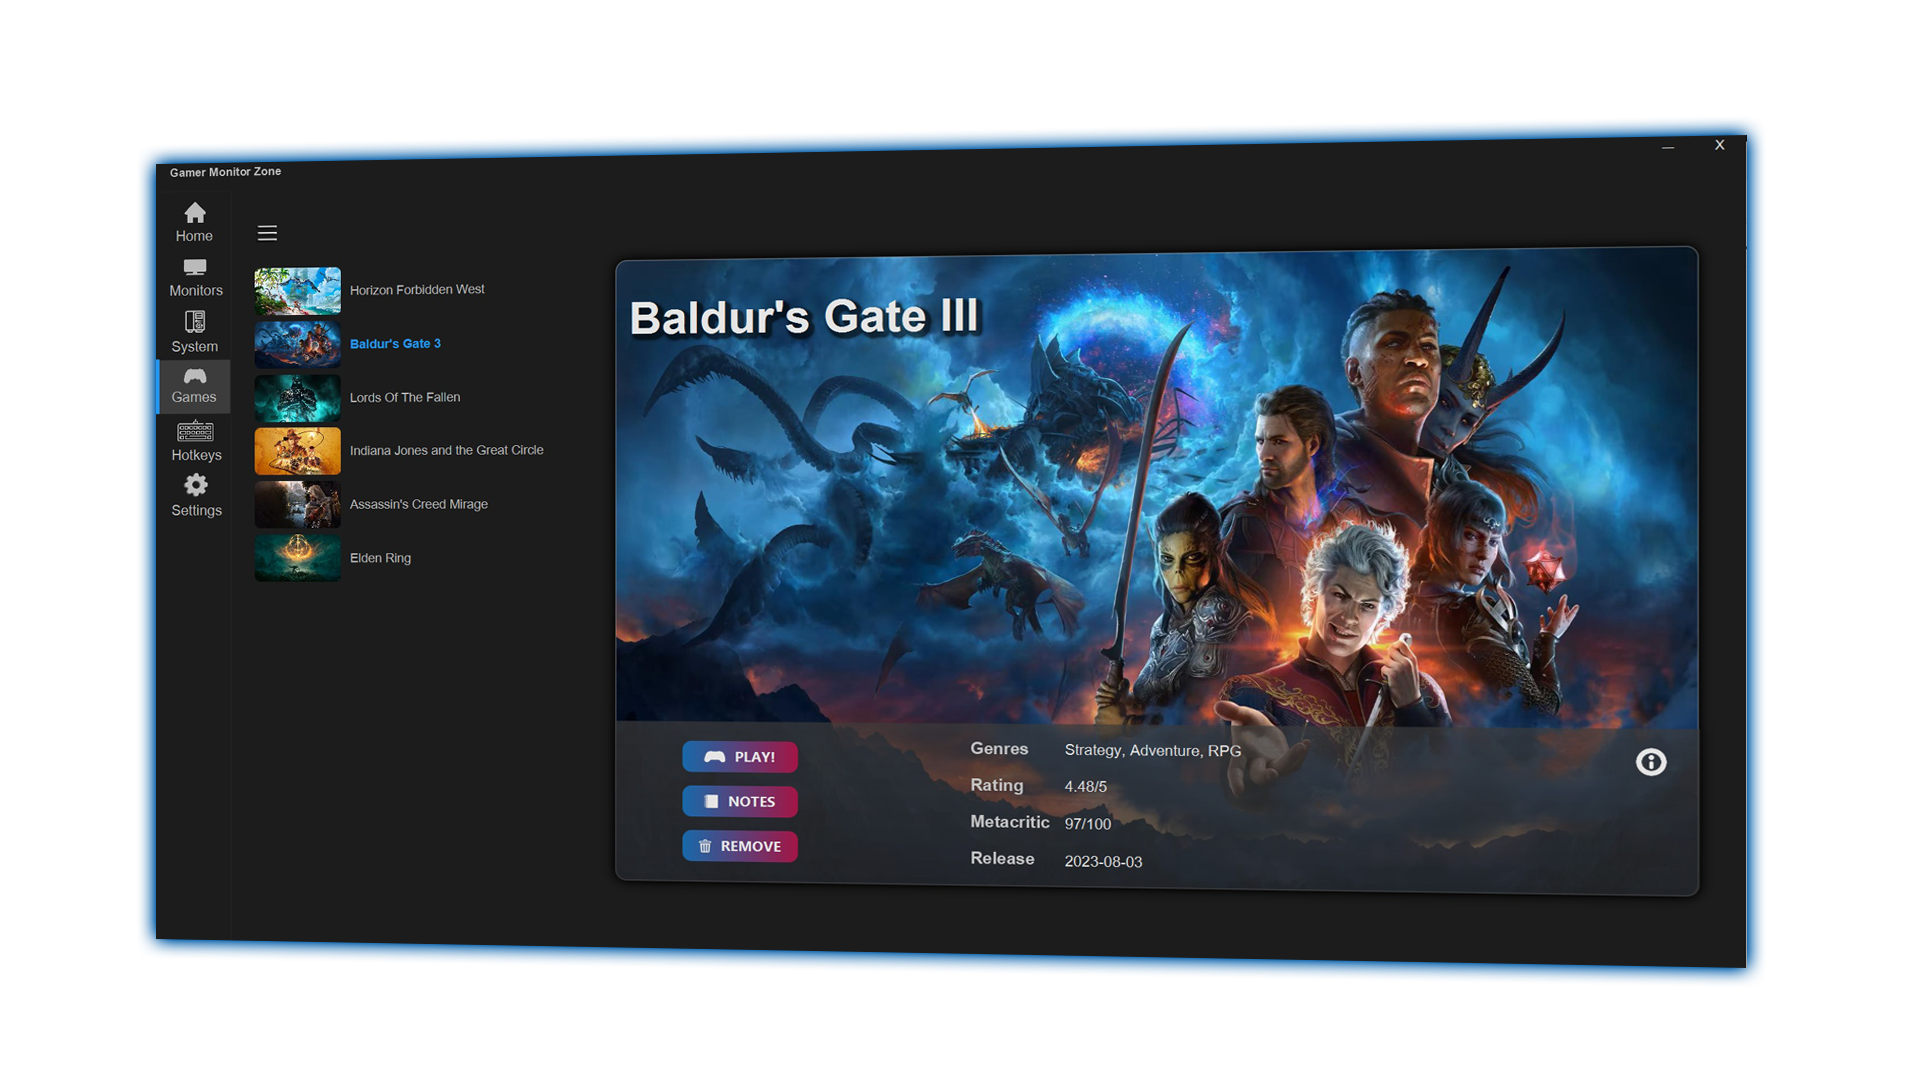 Gamer Monitor Zone
X
Home
Monitors
System
Games
Hotkeys
Settings
Horizon Forbidden West
Baldur's Gate 3
Lords Of The Fallen
Indiana Jones and the Great Circle
Assassin's Creed Mirage
Elden Ring
Baldur's Gate III
PLAY!
NOTES
REMOVE
Genres Strategy, Adventure, RPG
Rating 4.48/5
Metacritic 97/100
Release 2023-08-03